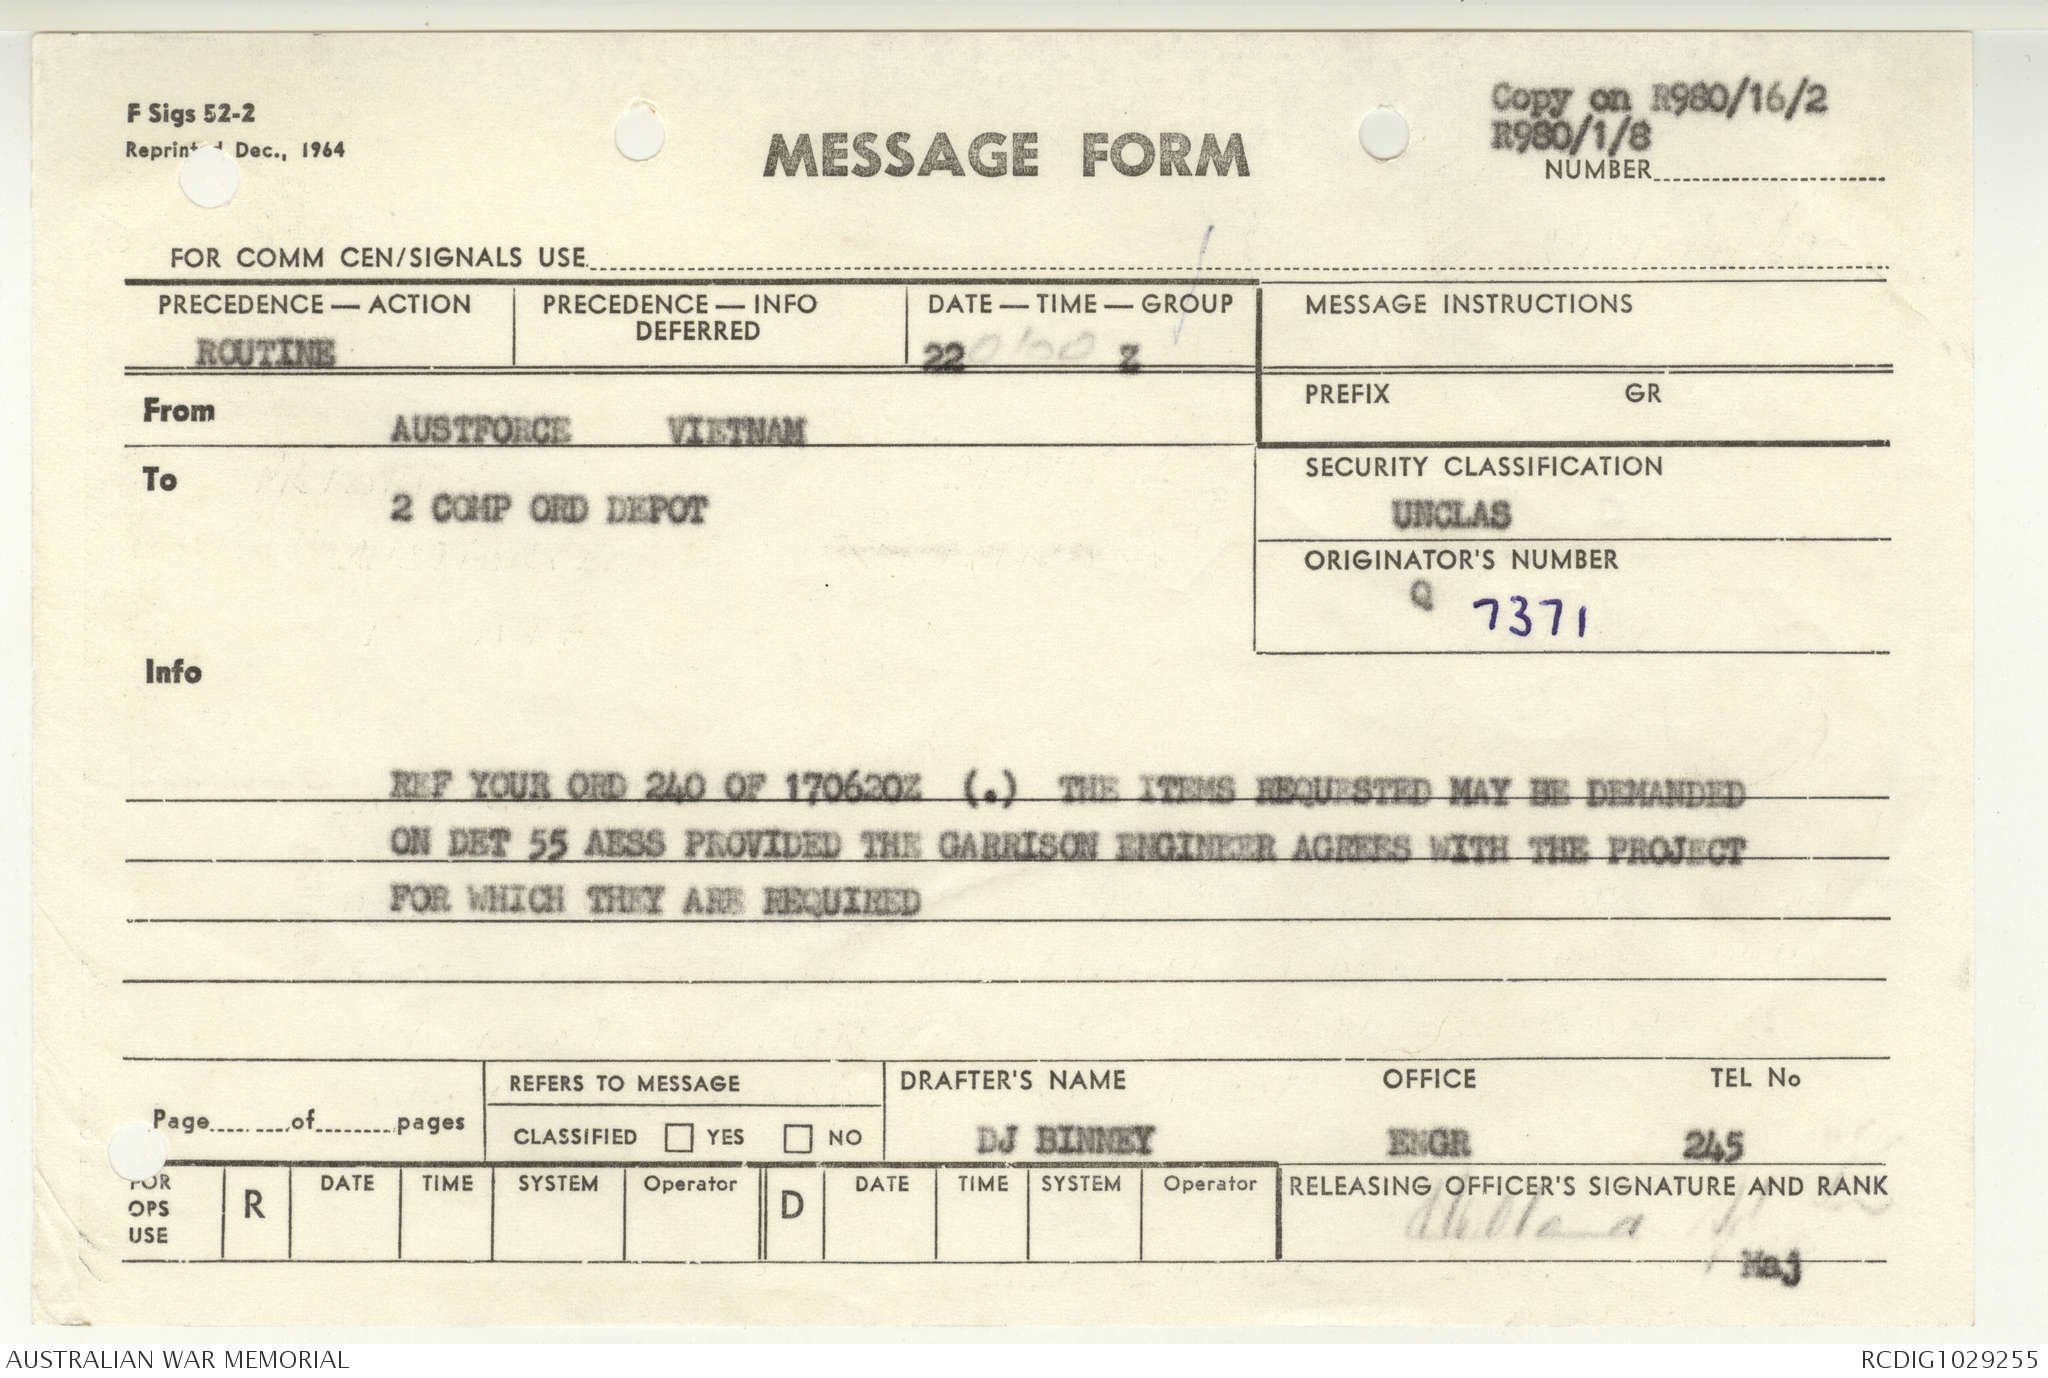 F Sigs 52-2
Reprinted Dec., 1964
MESSAGE FORM
Copy on R980/16/2
R980/1/8
NUMBER
FOR COMM CEN/SIGNALS USE
PRECEDENCE — ACTION
ROUTINE
PRECEDENCE — INFO
DEFERRED
DATE — TIME — GROUP
22 Z
MESSAGE INSTRUCTIONS
PREFIX GR
From AUSTFORCE VIETNAM
To 2 COMP ORD DEPOT
SECURITY CLASSIFICATION
UNCLAS
ORIGINATOR'S NUMBER
Q 7371
Info
REF YOUR ORD 240 OF 170620Z (.) THE ITEMS REQUESTED MAY BE DEMANDED
ON DET 55 AESS PROVIDED THE GARRISON ENGINEER AGREES WITH THE PROJECT
FOR WHICH THEY ARE REQUIRED
Page of pages
REFERS TO MESSAGE
CLASSIFIED YES NO
DRAFTER'S NAME OFFICE TEL No
DJ BINNEY ENGR 245
FOR OPS USE
R DATE TIME SYSTEM Operator
D DATE TIME SYSTEM Operator
RELEASING OFFICER'S SIGNATURE AND RANK
Maj
AUSTRALIAN WAR MEMORIAL RCDIG1029255